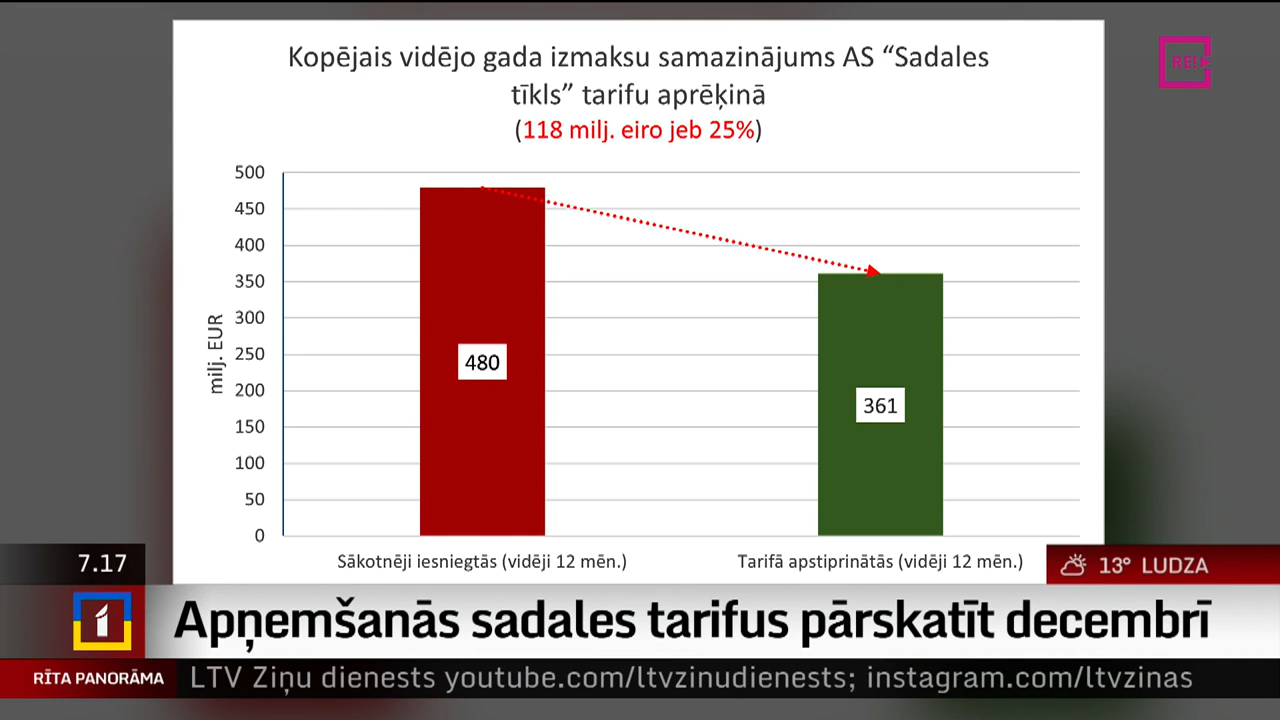 Kopējais vidējo gada izmaksu samazinājums AS “Sadales
tīkls” tarifu aprēķinā
(118 milj. eiro jeb 25%)
RE!
500
450
400
350
300
250
200
150
100
50
0
milj. EUR
480
361
Sākotnēji iesniegtās (vidēji 12 mēn.)
Tarifā apstiprinātās (vidēji 12 mēn.)
7.17
13° LUDZA
1
Apņemšanās sadales tarifus pārskatīt decembrī
RĪTA PANORĀMA
LTV Ziņu dienests youtube.com/ltvzinudienests; instagram.com/ltvzinas